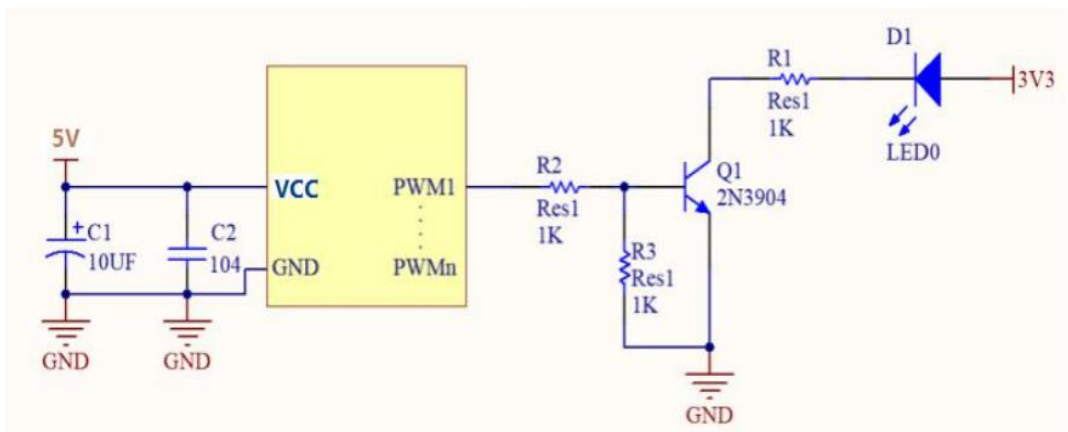 D1
R1
3V3
Res1
1K
LED0
5V
VCC
PWM1
R2
Q1
2N3904
Res1
1K
C1
10UF
C2
104
GND
PWMn
R3
Res1
1K
GND
GND
GND